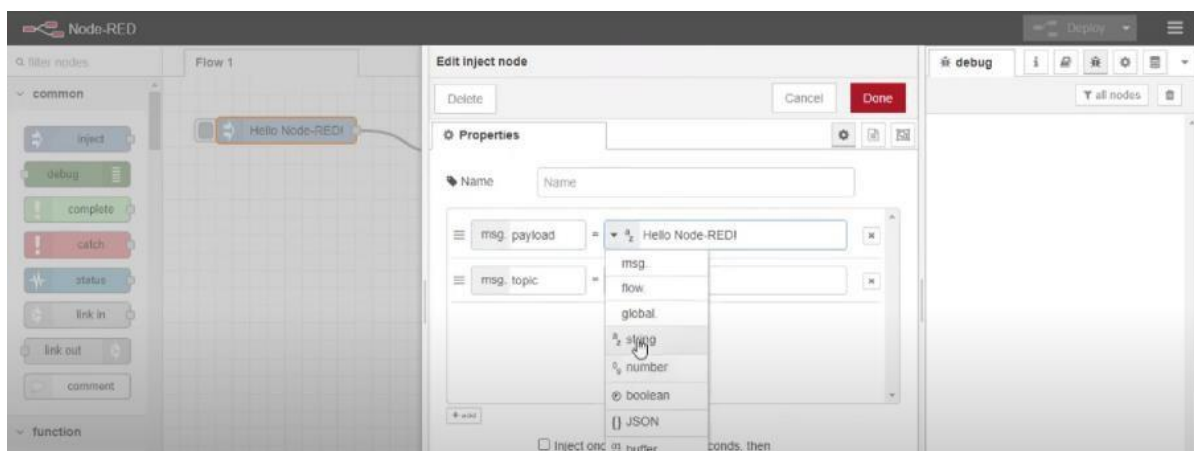 Node-RED
Deploy
filter nodes
Flow 1
Edit inject node
debug
i
common
Delete
Cancel
Done
all nodes
inject
Hello Node-RED!
Properties
debug
Name
Name
complete
msg. payload
=
Hello Node-RED!
catch
msg.
status
msg. topic
=
flow.
link in
global.
string
link out
number
comment
boolean
add
{} JSON
function
Inject onc
buffer
conds, then